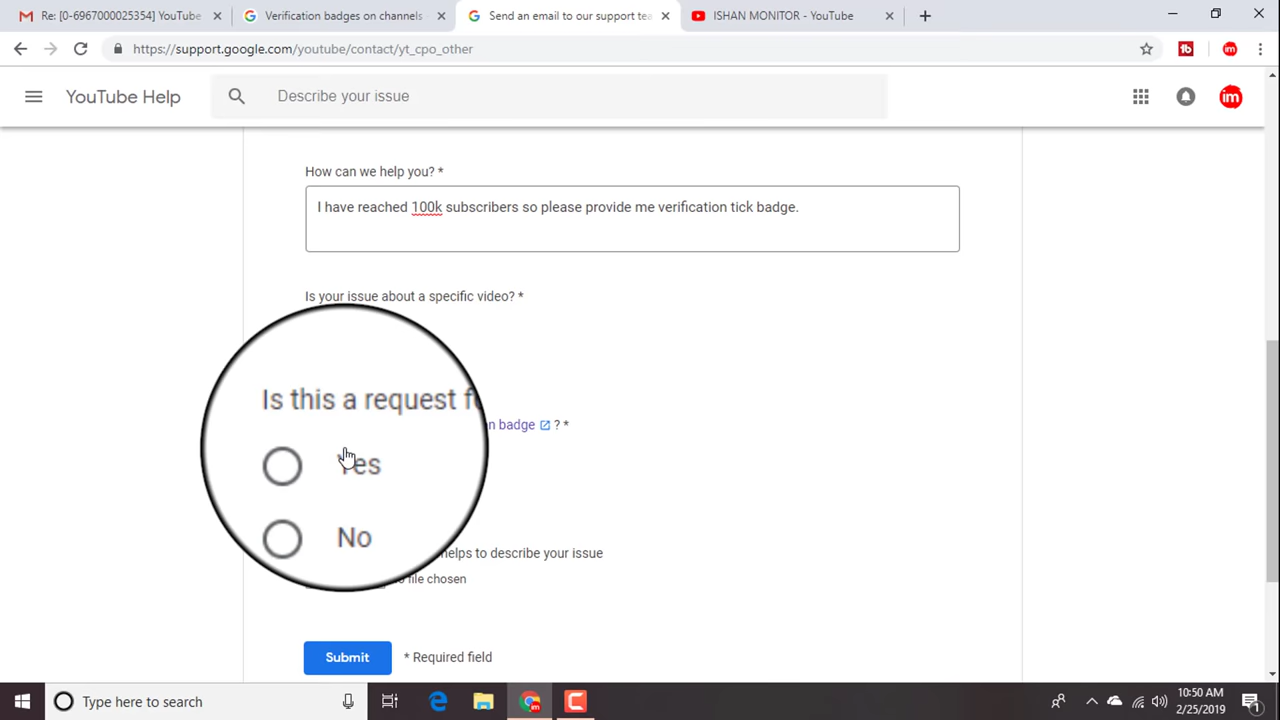 Re: [0-6967000025354] YouTube
Verification badges on channels -
Send an email to our support tea
ISHAN MONITOR - YouTube
https://support.google.com/youtube/contact/yt_cpo_other
YouTube Help
Describe your issue
im
How can we help you? *
I have reached 100k subscribers so please provide me verification tick badge.
Is your issue about a specific video? *
Is this a request
badge ? *
Yes
No
helps to describe your issue
file chosen
Submit
* Required field
Type here to search
10:50 AM
2/25/2019